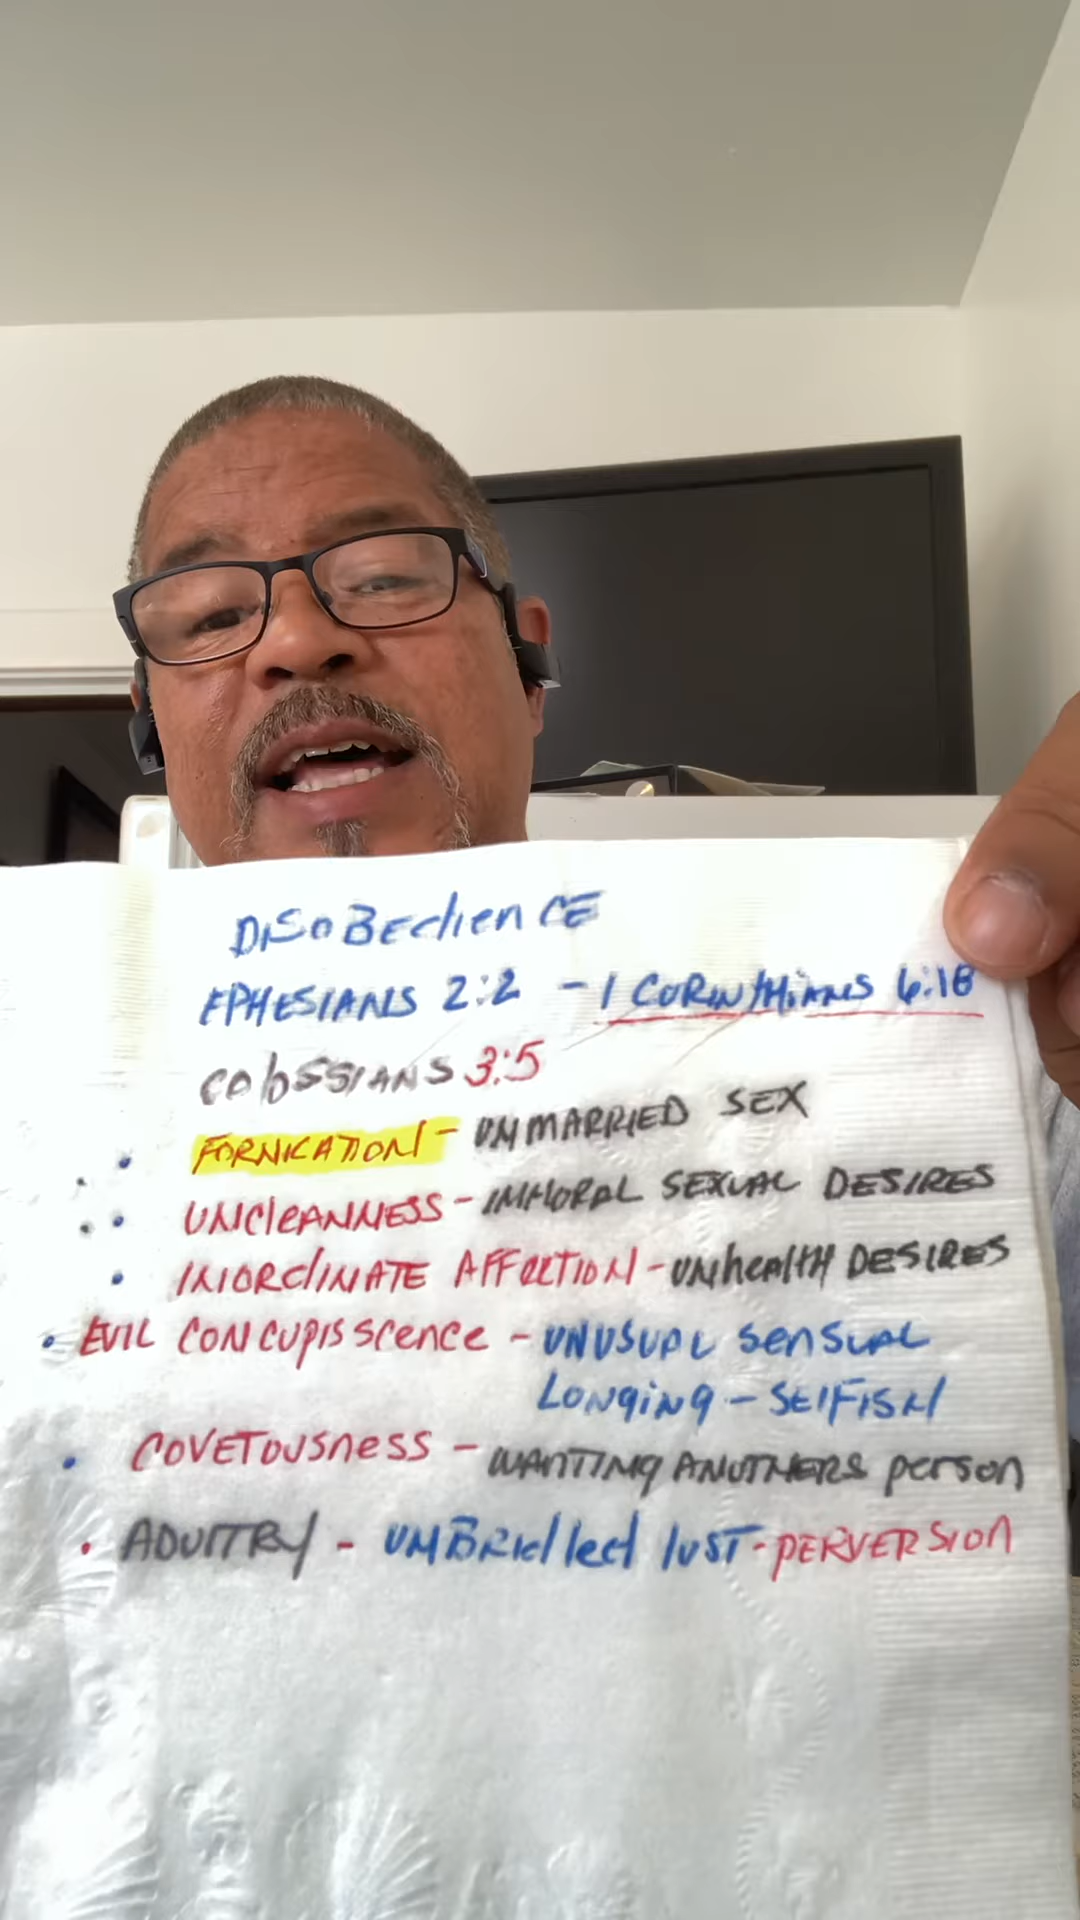 DISOBEdienCE
EPHESIANS 2:2 - 1 CORINTHIANS 6:18
COLOSSIANS 3:5
• FORNICATION - UNMARRIED SEX
• UNCLEANNESS - IMMORAL SEXUAL DESIRES
• INORdINATE AFFECTION - UNhEALTH DESIRES
• EVIL CONCUPISSCENCE - UNUSUAL SENSUAL
LONGING - SELFISH
• COVETOUSNESS - WANTING ANOTHERS person
• ADULTRY - UNBRIdlled lUST - PERVERSION